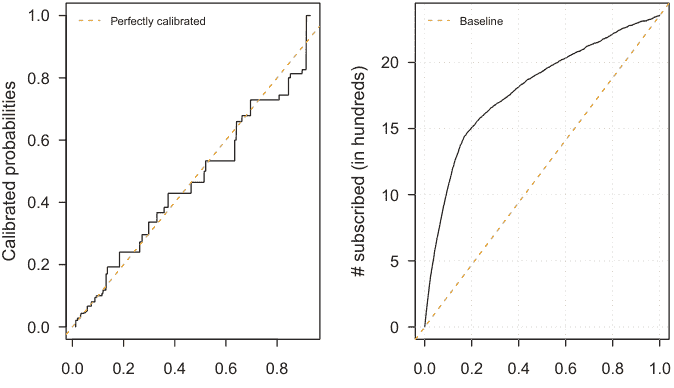 Perfectly calibrated
Calibrated probabilities
1.0
0.8
0.6
0.4
0.2
0.0
0.0 0.2 0.4 0.6 0.8
Baseline
# subscribed (in hundreds)
20
15
10
5
0
0.0 0.2 0.4 0.6 0.8 1.0